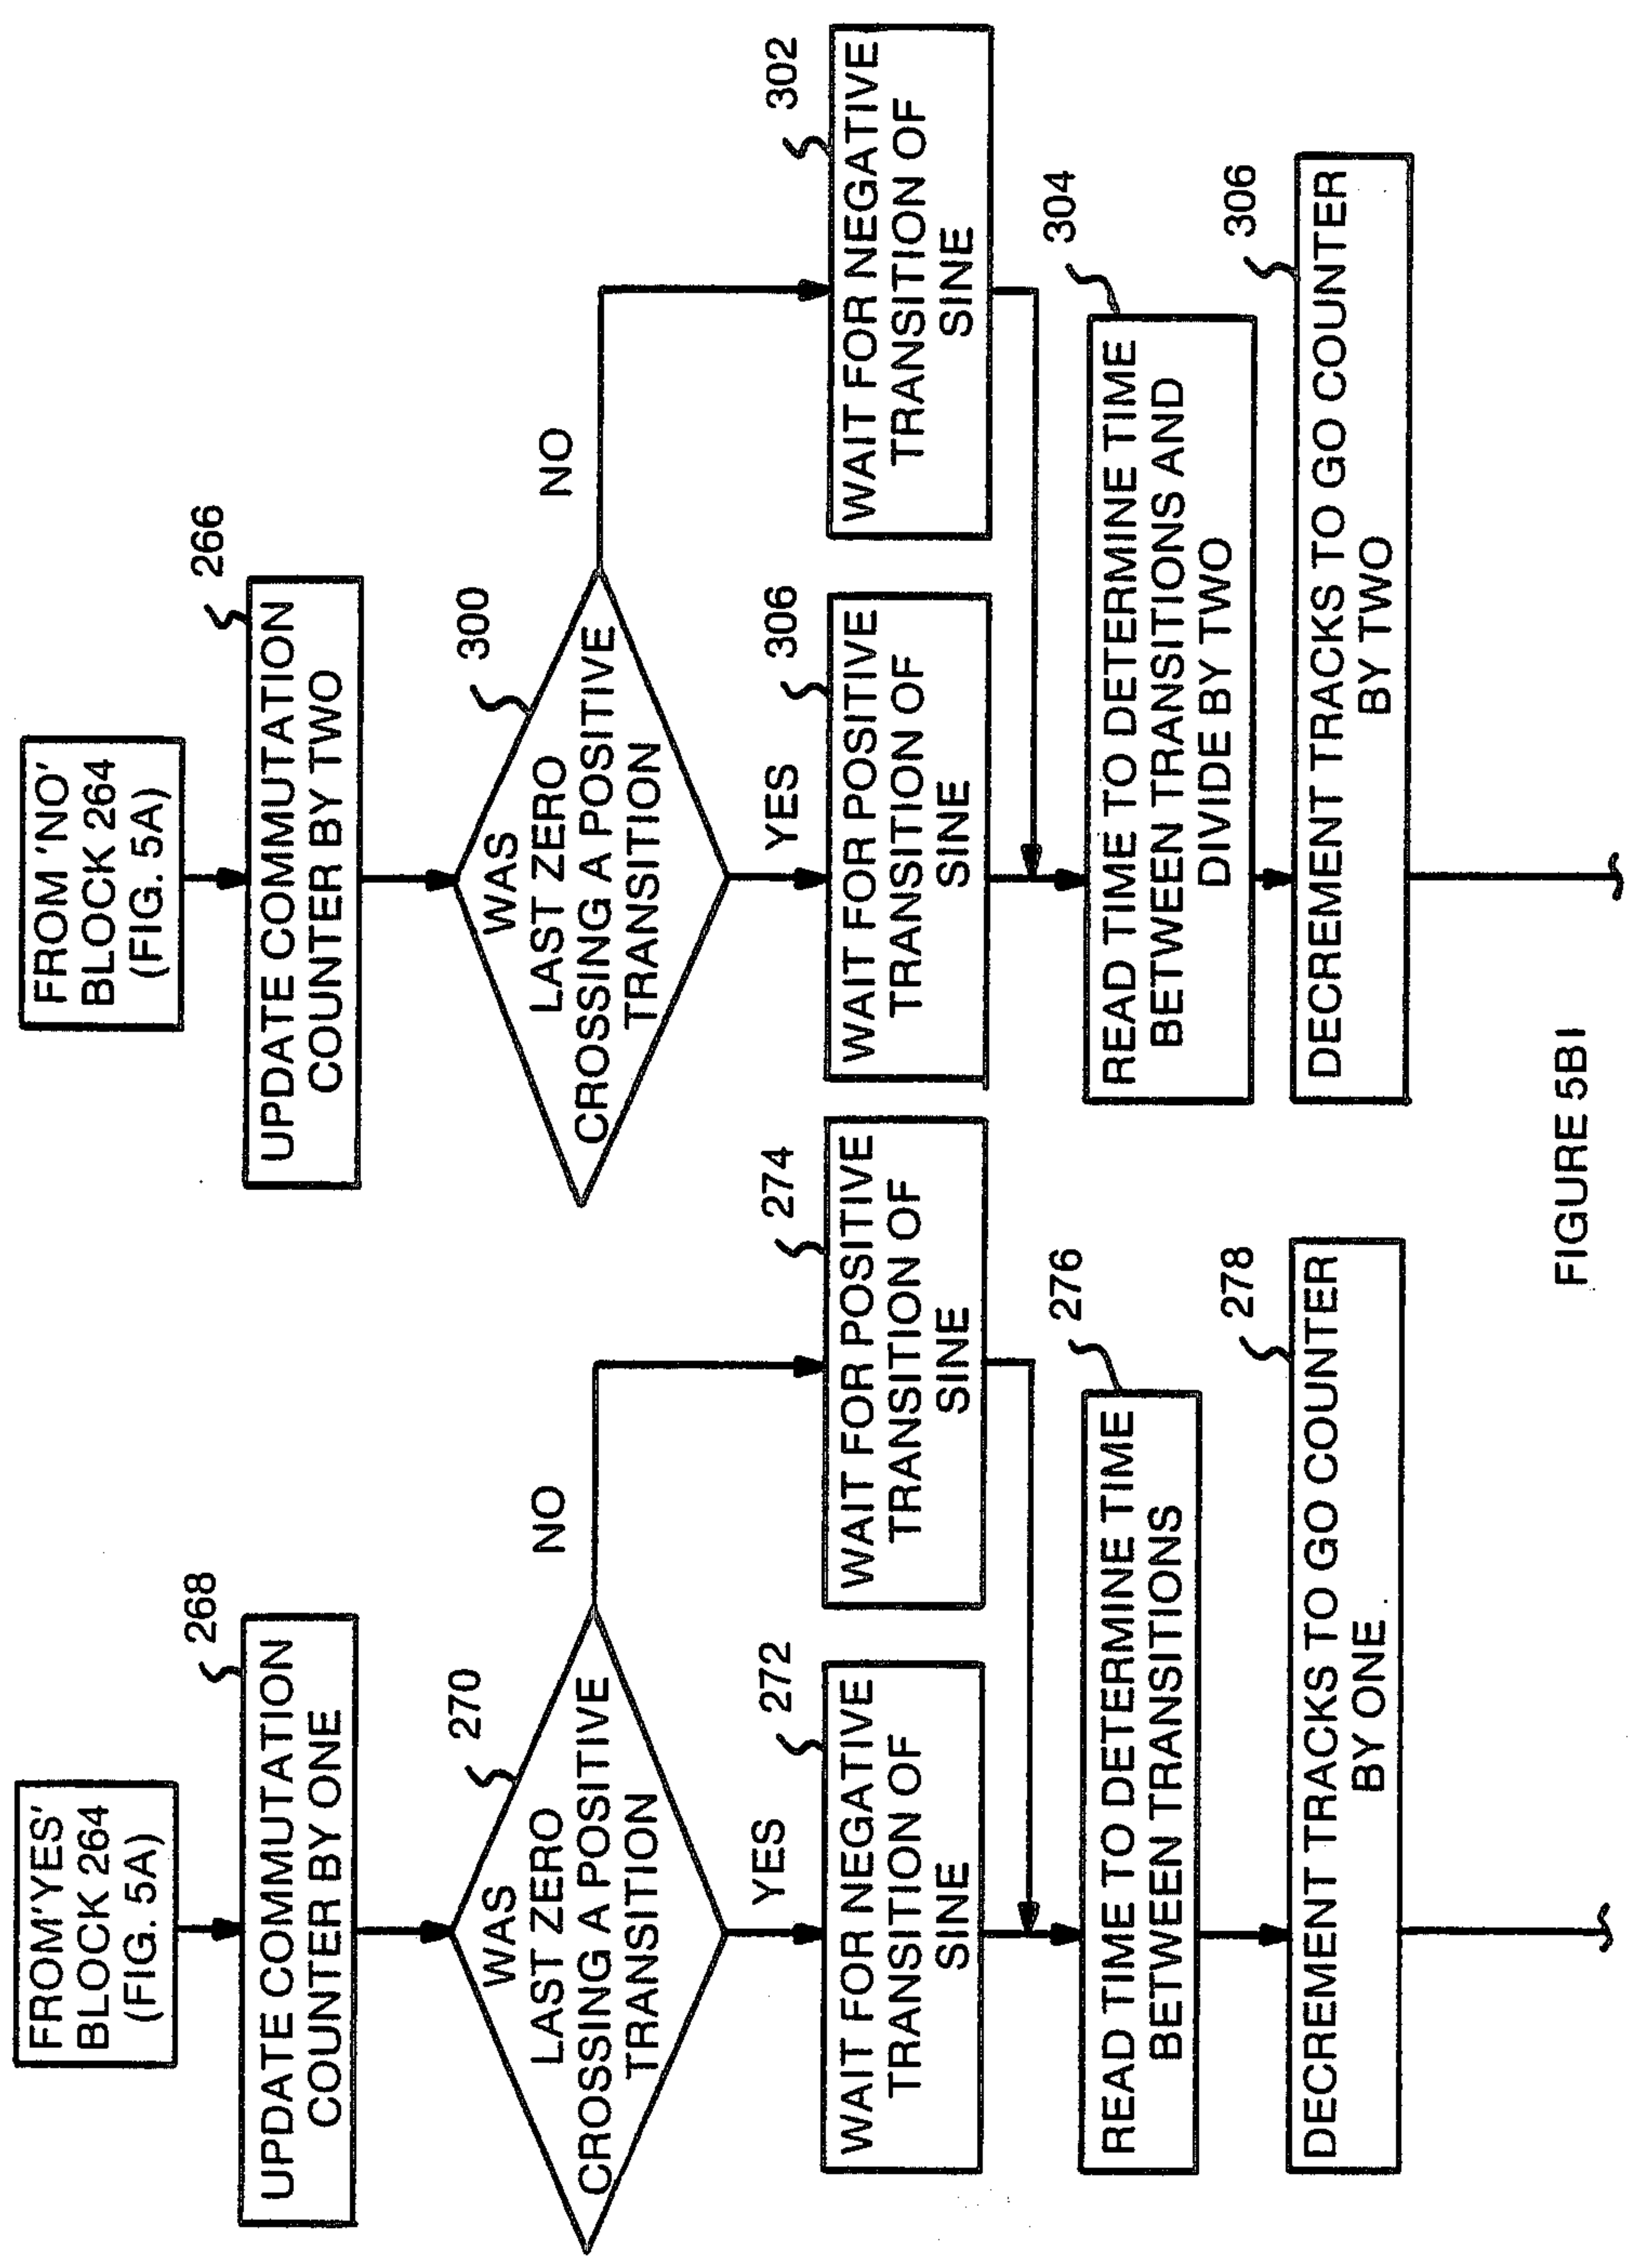 FROM'YES'
BLOCK 264
(FIG. 5A)
268
UPDATE COMMUTATION
COUNTER BY ONE
270
WAS
LAST ZERO
CROSSING A POSITIVE
TRANSITION
NO
YES
272
WAIT FOR NEGATIVE
TRANSITION OF
SINE
274
WAIT FOR POSITIVE
TRANSITION OF
SINE
276
READ TIME TO DETERMINE TIME
BETWEEN TRANSITIONS
278
DECREMENT TRACKS TO GO COUNTER
BY ONE
FROM 'NO'
BLOCK 264
(FIG. 5A)
266
UPDATE COMMUTATION
COUNTER BY TWO
300
WAS
LAST ZERO
CROSSING A POSITIVE
TRANSITION
NO
YES
306
WAIT FOR POSITIVE
TRANSITION OF
SINE
302
WAIT FOR NEGATIVE
TRANSITION OF
SINE
304
READ TIME TO DETERMINE TIME
BETWEEN TRANSITIONS AND
DIVIDE BY TWO
306
DECREMENT TRACKS TO GO COUNTER
BY TWO
FIGURE 5BI